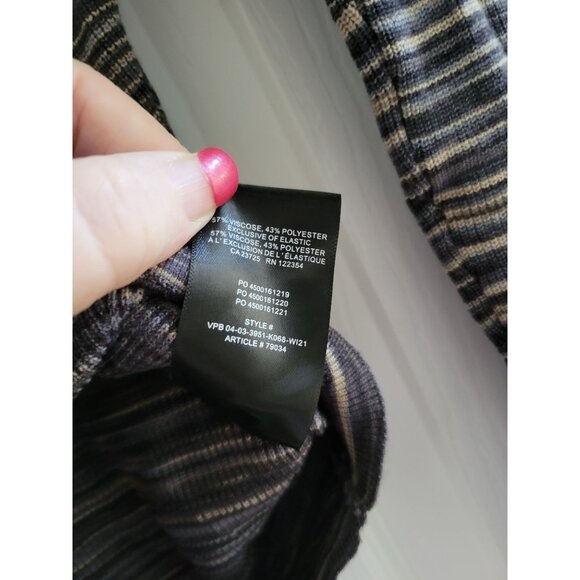 57% VISCOSE, 43% POLYESTER
EXCLUSIVE OF ELASTIC
57% VISCOSE, 43% POLYESTER
À L'EXCLUSION DE L'ÉLASTIQUE
CA 23725 RN 122354
PO 4500161219
PO 4500161220
PO 4500161221
STYLE #
VPB 04-03-3951-K068-WI21
ARTICLE # 79034